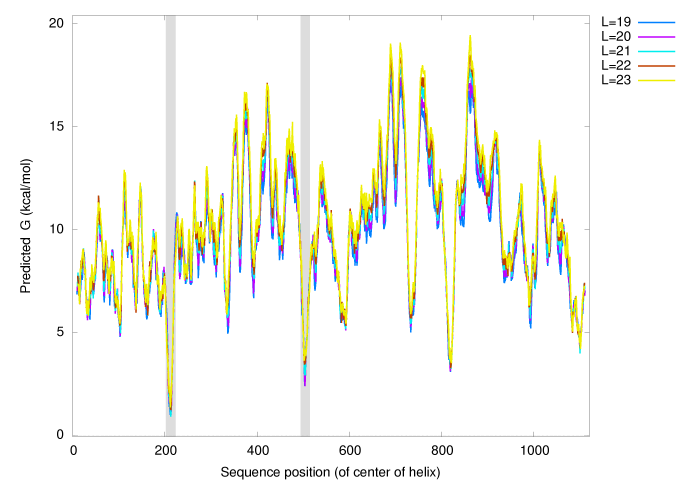 20
15
10
5
0
0
200
400
600
800
1000
Predicted G (kcal/mol)
Sequence position (of center of helix)
L=19
L=20
L=21
L=22
L=23